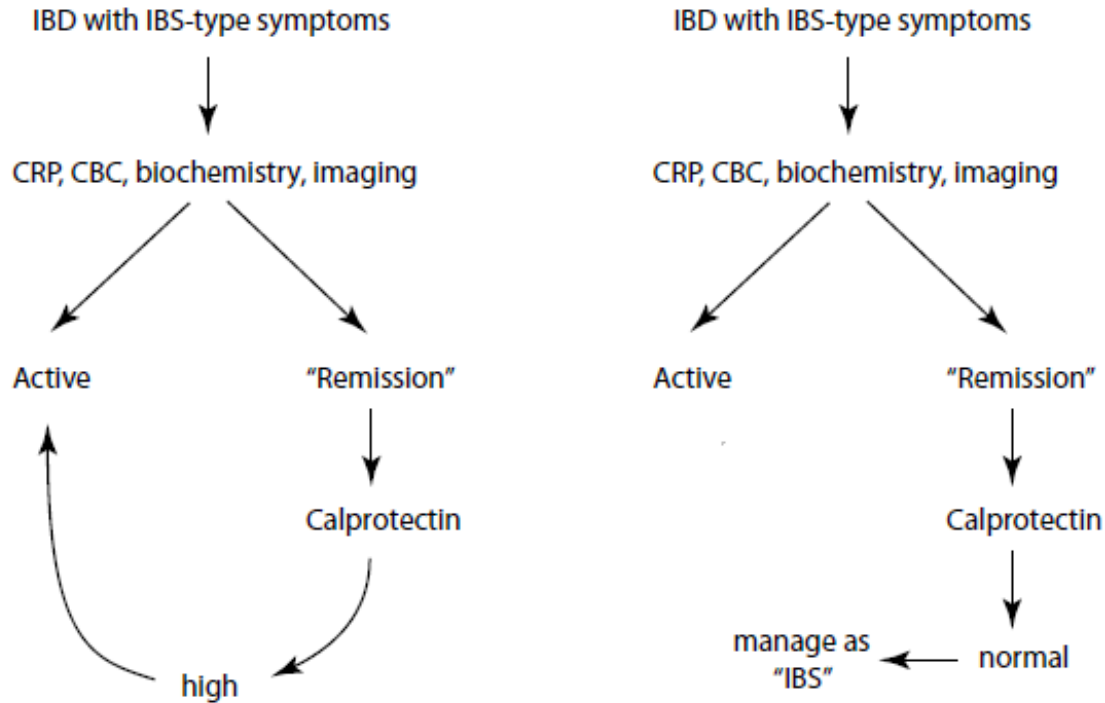 IBD with IBS-type symptoms
CRP, CBC, biochemistry, imaging
Active
“Remission”
Calprotectin
high
IBD with IBS-type symptoms
CRP, CBC, biochemistry, imaging
Active
“Remission”
Calprotectin
normal
manage as
“IBS”